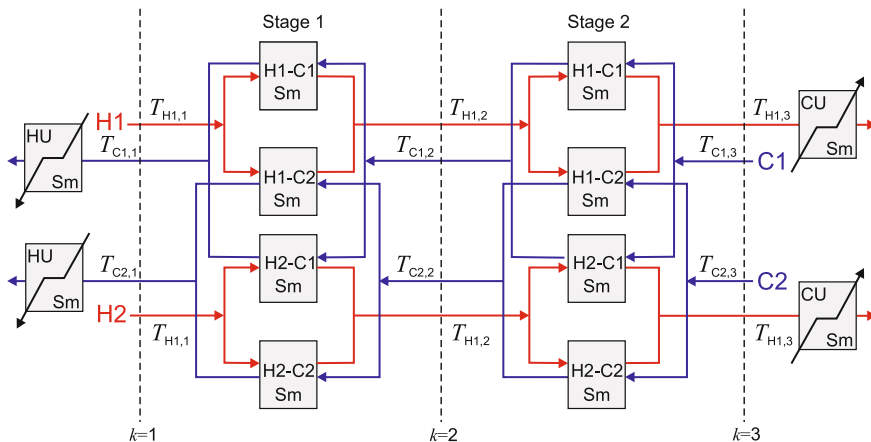 Stage 1
Stage 2
H1-C1
Sm
H1-C1
Sm
H1
T_H1,1
T_H1,2
T_H1,3
CU
Sm
HU
Sm
T_C1,1
T_C1,2
T_C1,3
C1
H1-C2
Sm
H1-C2
Sm
HU
Sm
H2-C1
Sm
H2-C1
Sm
T_C2,1
T_C2,2
T_C2,3
C2
CU
Sm
H2
T_H1,1
T_H1,2
T_H1,3
H2-C2
Sm
H2-C2
Sm
k=1
k=2
k=3